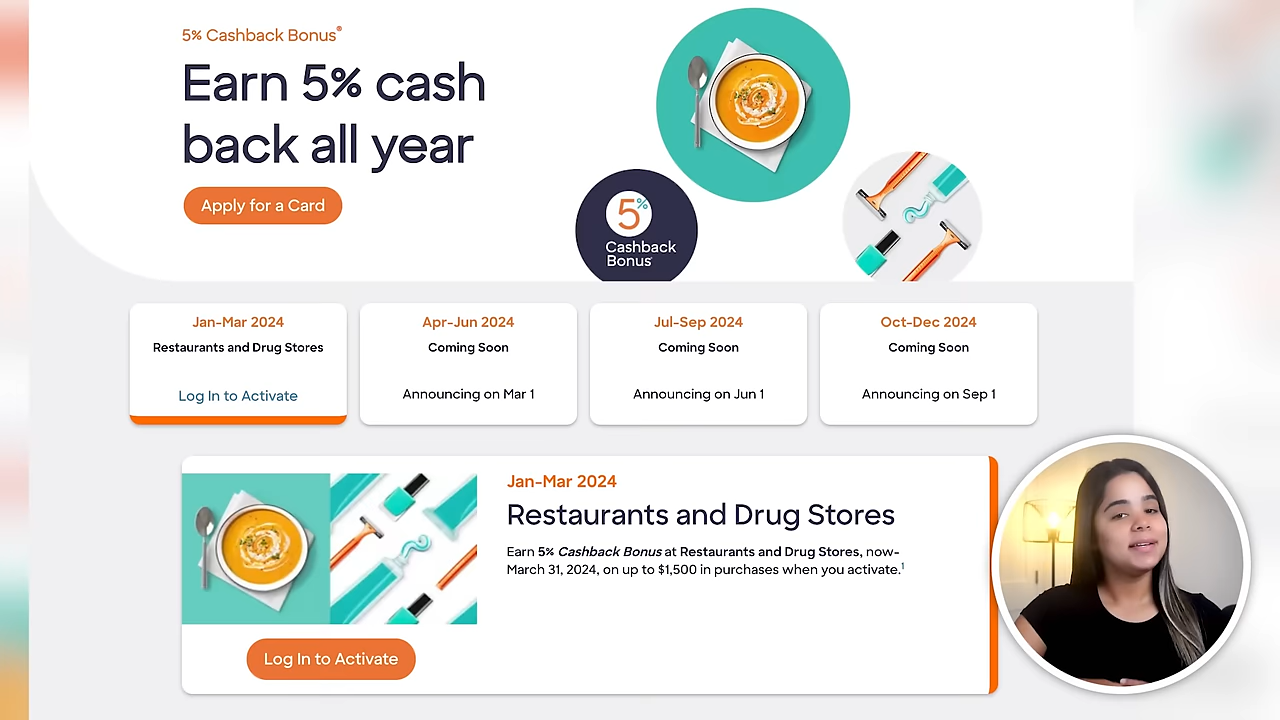 5% Cashback Bonus®
Earn 5% cash
back all year
Apply for a Card
5%
Cashback
Bonus
Jan-Mar 2024
Restaurants and Drug Stores
Log In to Activate
Apr-Jun 2024
Coming Soon
Announcing on Mar 1
Jul-Sep 2024
Coming Soon
Announcing on Jun 1
Oct-Dec 2024
Coming Soon
Announcing on Sep 1
Jan-Mar 2024
Restaurants and Drug Stores
Earn 5% Cashback Bonus at Restaurants and Drug Stores, now-
March 31, 2024, on up to $1,500 in purchases when you activate.1
Log In to Activate